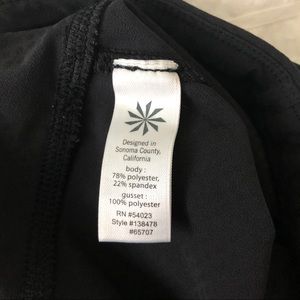 Designed in
Sonoma County,
California
body :
78% polyester,
22% spandex
gusset :
100% polyester
RN #54023
Style #138478
#65707